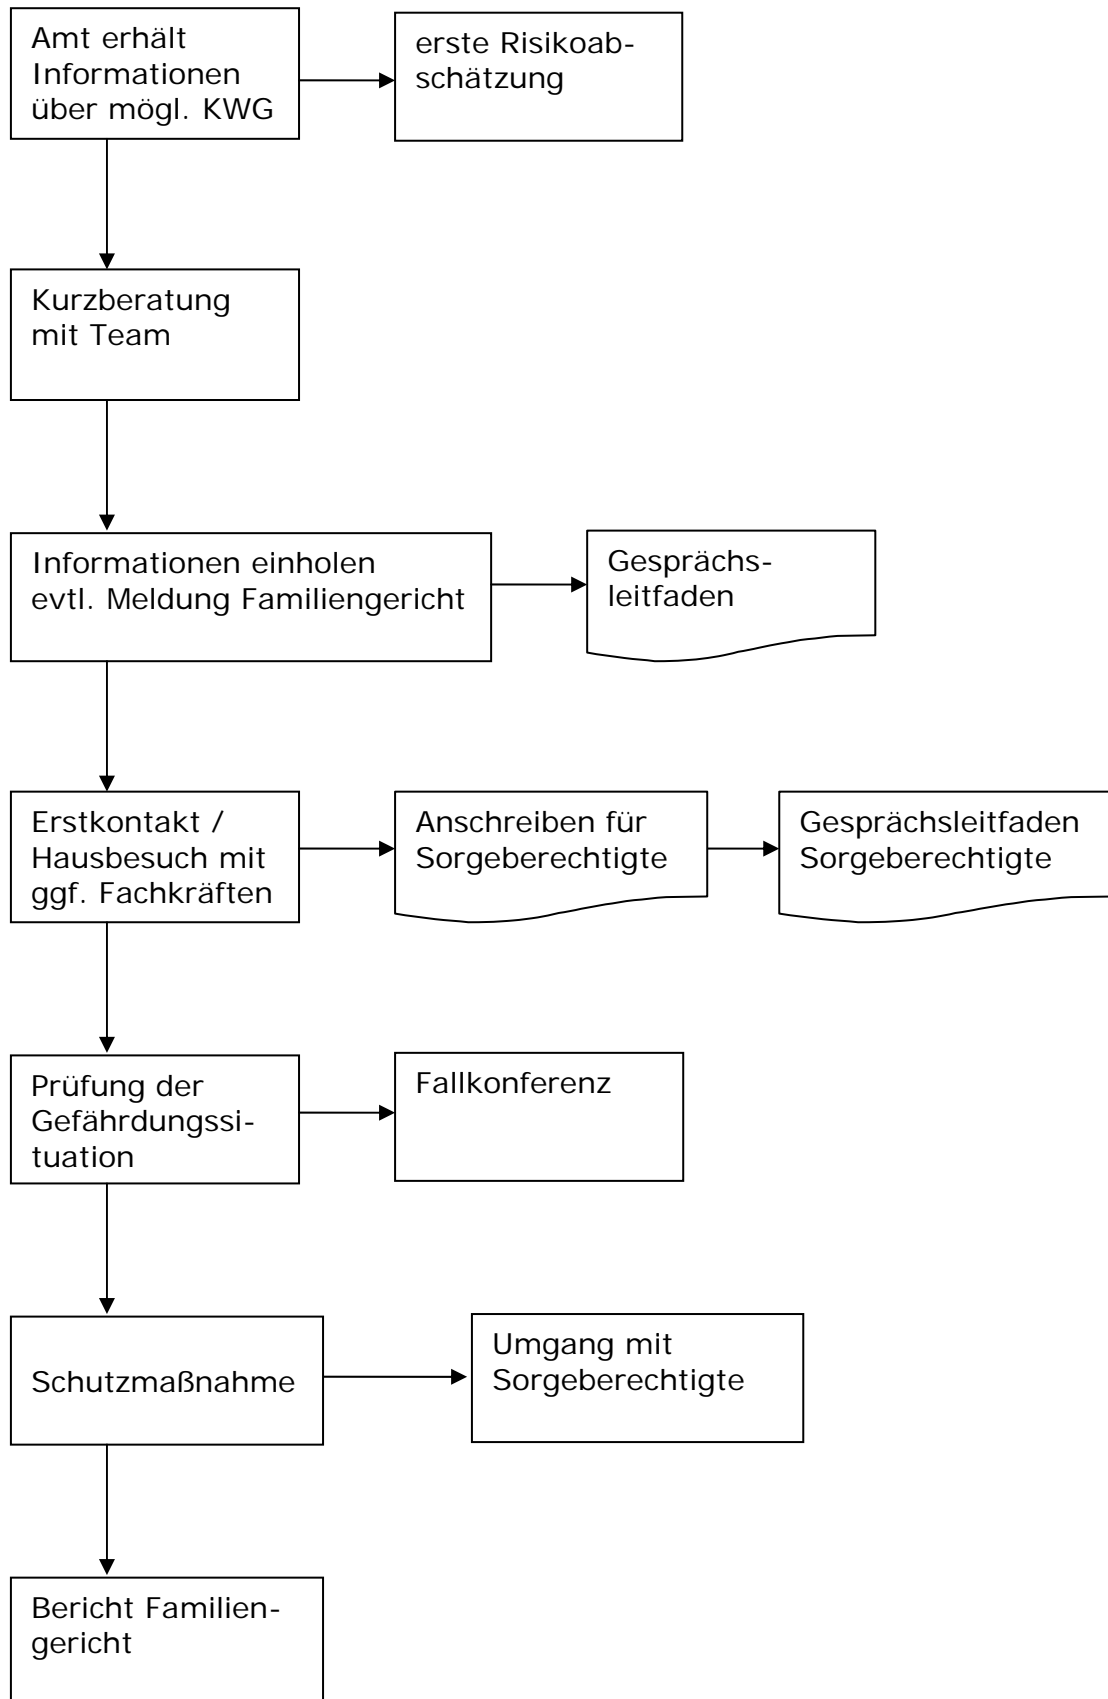 Amt erhält
Informationen
über mögl. KWG
erste Risikoab-
schätzung
Kurzberatung
mit Team
Informationen einholen
evtl. Meldung Familiengericht
Gesprächs-
leitfaden
Erstkontakt /
Hausbesuch mit
ggf. Fachkräften
Anschreiben für
Sorgeberechtigte
Gesprächsleitfaden
Sorgeberechtigte
Prüfung der
Gefährdungssi-
tuation
Fallkonferenz
Schutzmaßnahme
Umgang mit
Sorgeberechtigte
Bericht Familien-
gericht